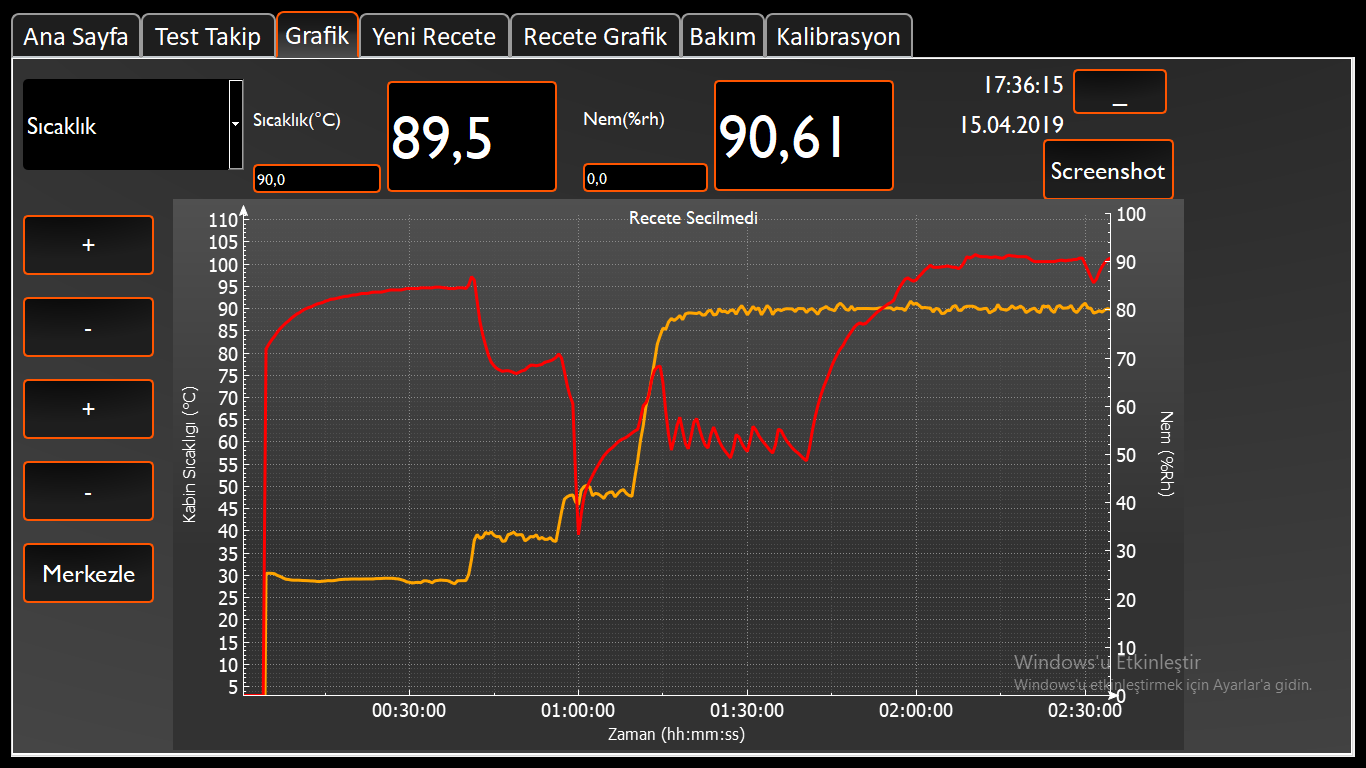 Ana Sayfa
Test Takip
Grafik
Yeni Recete
Recete Grafik
Bakım
Kalibrasyon
Sıcaklık
Sıcaklık(°C)
90,0
89,5
Nem(%rh)
0,0
90,61
17:36:15
15.04.2019
_
Screenshot
+
-
+
-
Merkezle
Recete Secilmedi
Kabin Sıcaklıgı (°C)
110
105
100
95
90
85
80
75
70
65
60
55
50
45
40
35
30
25
20
15
10
5
100
90
80
70
60
50
40
30
20
10
0
Nem (%Rh)
00:30:00
01:00:00
01:30:00
02:00:00
02:30:00
Zaman (hh:mm:ss)
Windows'u Etkinleştir
Windows'u etkinleştirmek için Ayarlar'a gidin.